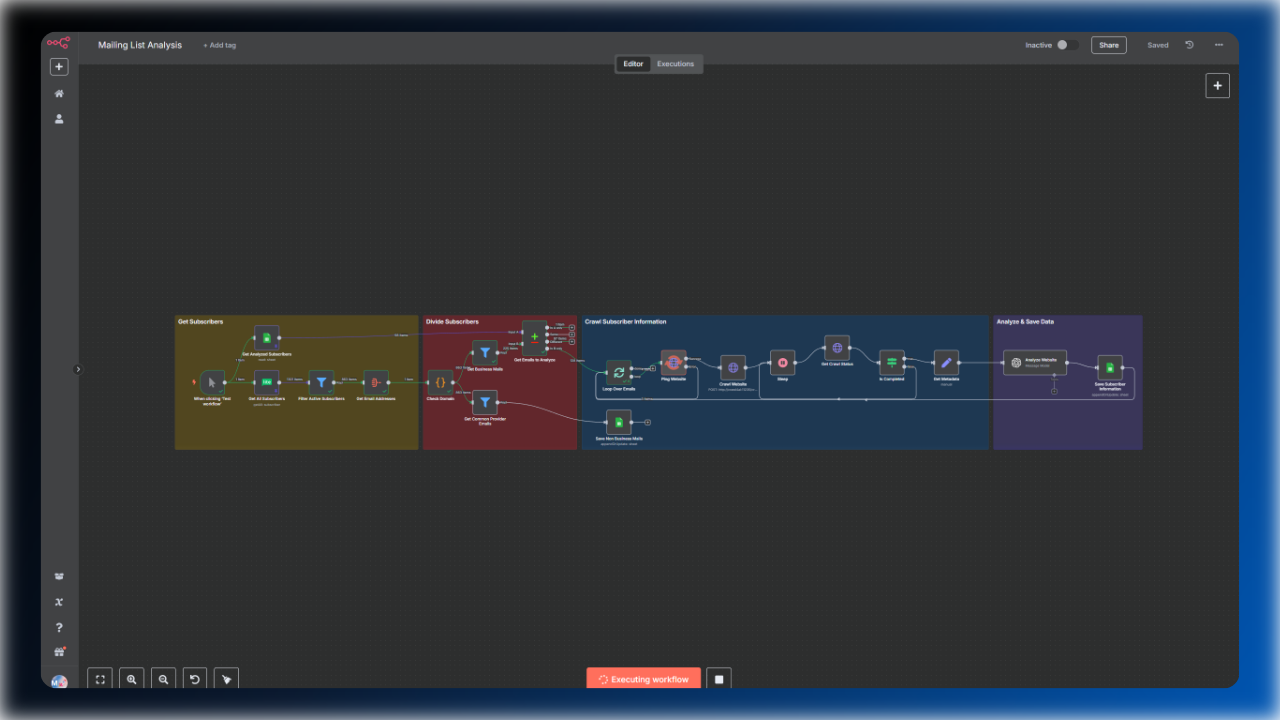 Mailing List Analysis
+ Add tag
Inactive
Share
Saved
Editor
Executions
Get Subscribers
Get Analyzed Subscribers
When clicking 'Test workflow'
Get All Subscribers
Filter Active Subscribers
Get Email Addresses
Divide Subscribers
Check Domain
Get Business Mails
Get Common Provider
Emails
Get Emails to Analyze
Crawl Subscriber Information
Loop Over Emails
Ping Website
Crawl Website
Sleep
Get Crawl Status
Is Completed
Get Metadata
Save Non Business Mails
Analyze & Save Data
Analyze Website
Save Subscriber
Information
Executing workflow